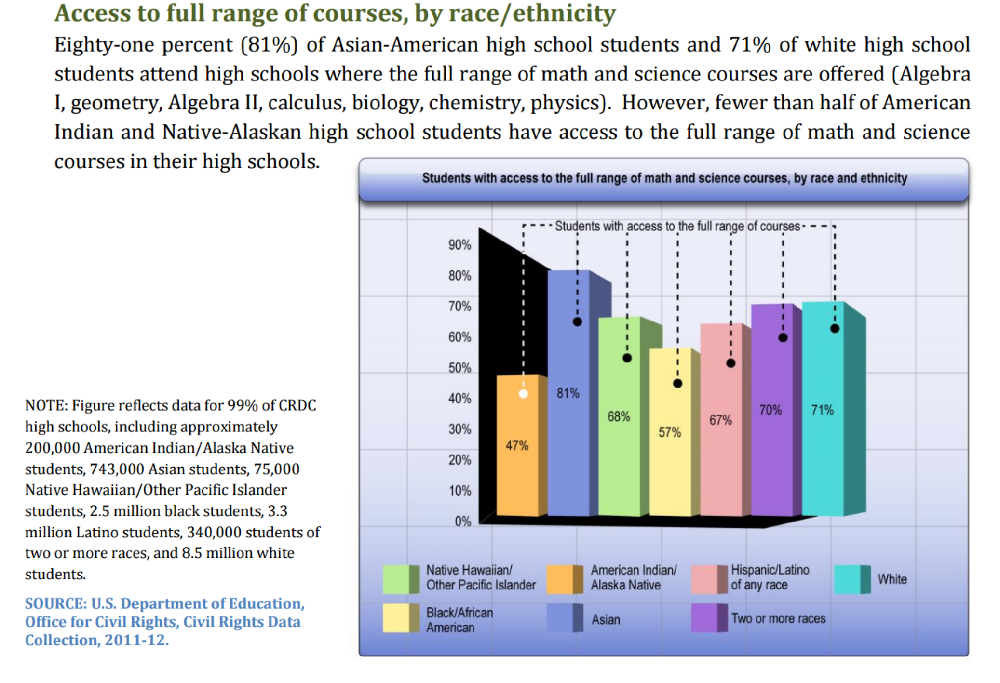 Access to full range of courses, by race/ethnicity
Eighty-one percent (81%) of Asian-American high school students and 71% of white high school
students attend high schools where the full range of math and science courses are offered (Algebra
I, geometry, Algebra II, calculus, biology, chemistry, physics). However, fewer than half of American
Indian and Native-Alaskan high school students have access to the full range of math and science
courses in their high schools.
Students with access to the full range of math and science courses, by race and ethnicity
Students with access to the full range of courses
90%
80%
70%
60%
50%
40%
30%
20%
10%
0%
47%
81%
68%
57%
67%
70%
71%
Native Hawaiian/
Other Pacific Islander
American Indian/
Alaska Native
Hispanic/Latino
of any race
White
Black/African
American
Asian
Two or more races
NOTE: Figure reflects data for 99% of CRDC
high schools, including approximately
200,000 American Indian/Alaska Native
students, 743,000 Asian students, 75,000
Native Hawaiian/Other Pacific Islander
students, 2.5 million black students, 3.3
million Latino students, 340,000 students of
two or more races, and 8.5 million white
students.
SOURCE: U.S. Department of Education,
Office for Civil Rights, Civil Rights Data
Collection, 2011-12.